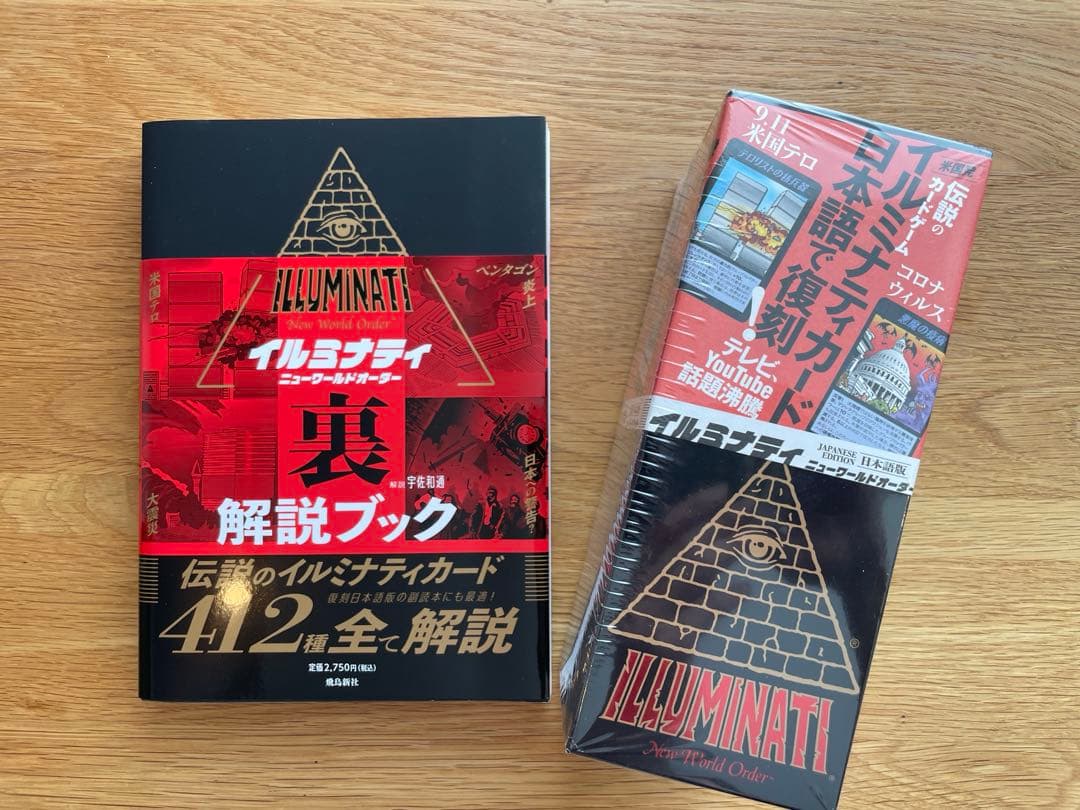 ILLUMINATI
New World Order
イルミナティ
ニューワールドオーダー
米国テロ
ペンタゴン炎上
裏
解説 宇佐和通
解説ブック
大震災
日本への警告?
伝説のイルミナティカード
復刻日本語版の副読本にも最適!
412種全て解説
定価2,750円(税込)
飛鳥新社
米国発
伝説の
カードゲーム
イルミナティカード
日本語で復刻!
9.11
米国テロ
テロリストの核兵器
コロナ
ウィルス
悪魔の疫病
テレビ、
YouTube
話題沸騰
イルミナティ
ニューワールドオーダー
JAPANESE
EDITION
日本語版
®
ILLUMINATI®
New World Order™